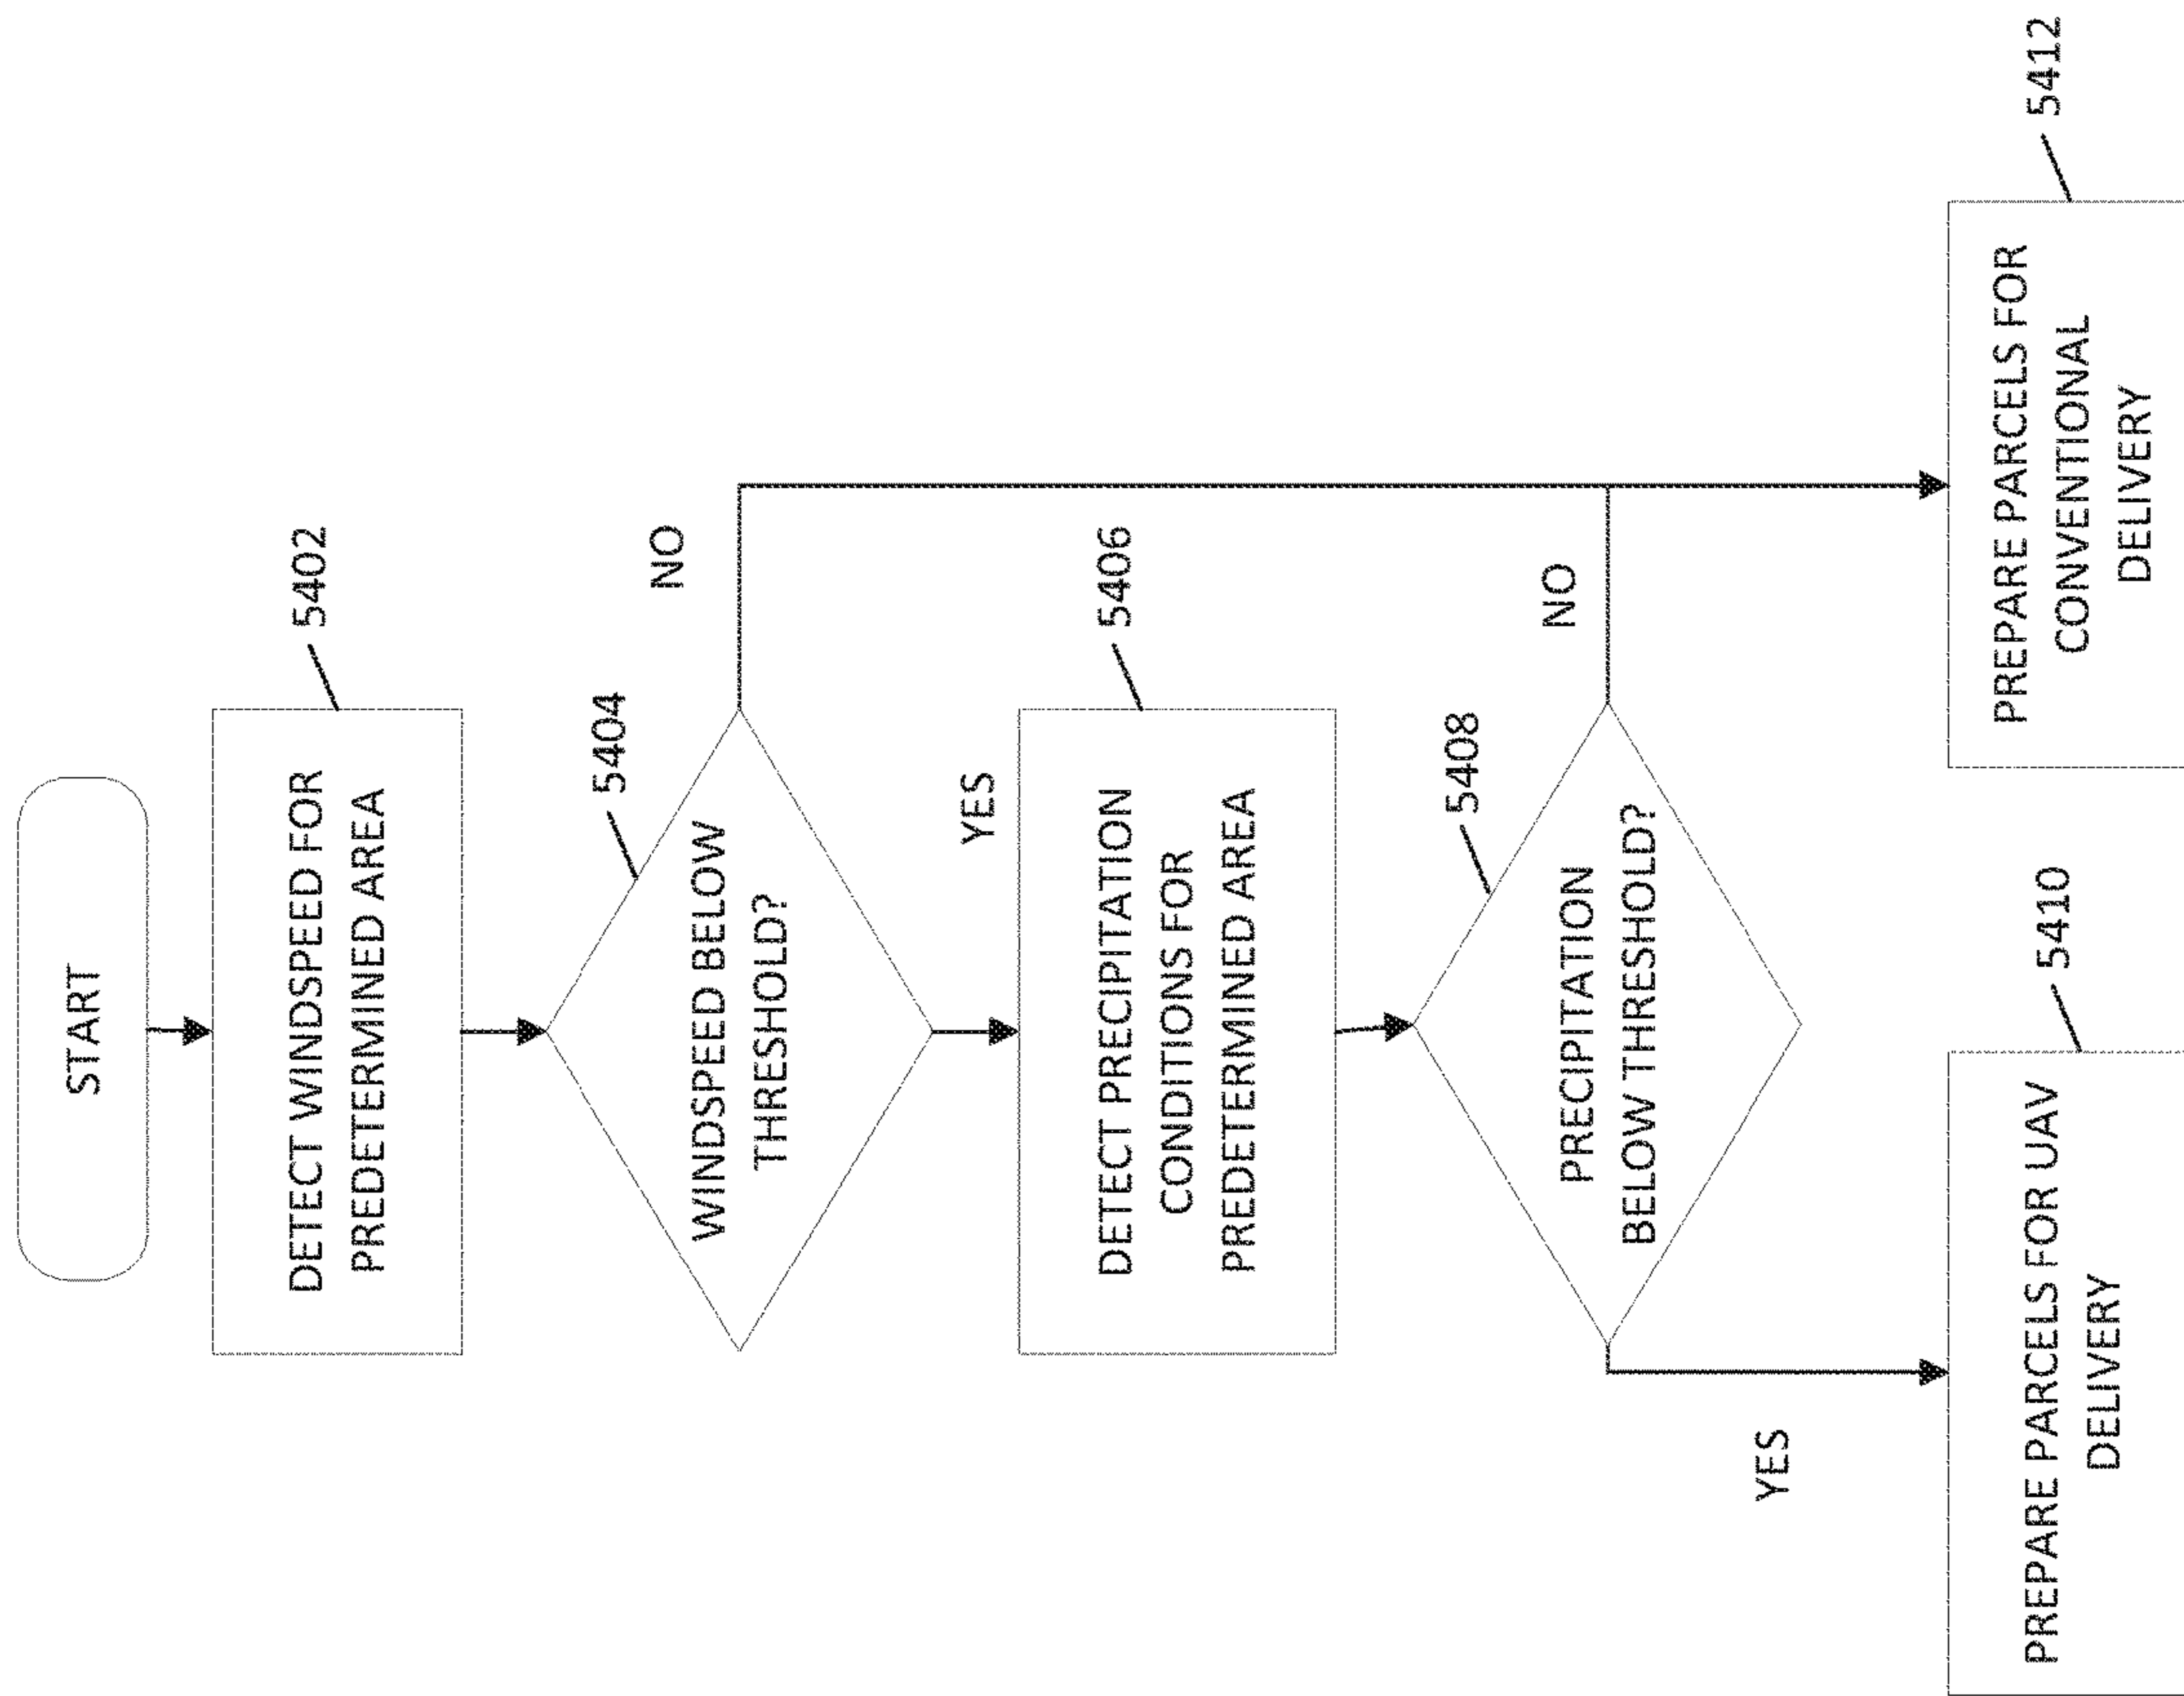 START
DETECT WINDSPEED FOR
PREDETERMINED AREA
5402
WINDSPEED BELOW
THRESHOLD?
5404
NO
YES
DETECT PRECIPITATION
CONDITIONS FOR
PREDETERMINED AREA
5406
PRECIPITATION
BELOW THRESHOLD?
5408
NO
YES
PREPARE PARCELS FOR UAV
DELIVERY
5410
PREPARE PARCELS FOR
CONVENTIONAL
DELIVERY
5412